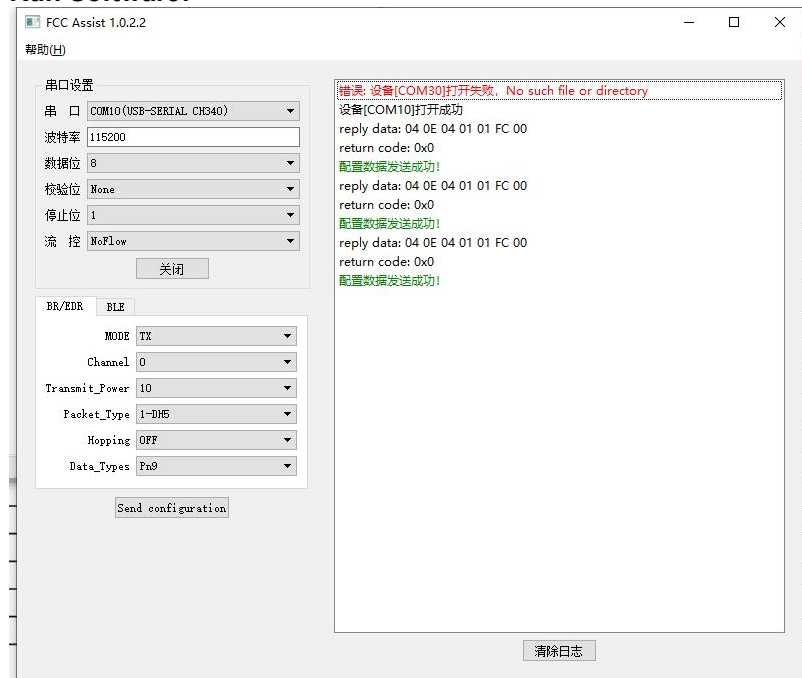 FCC Assist 1.0.2.2
帮助(H)
串口设置
串 口 COM10(USB-SERIAL CH340)
波特率 115200
数据位 8
校验位 None
停止位 1
流 控 NoFlow
关闭
BR/EDR BLE
MODE TX
Channel 0
Transmit_Power 10
Packet_Type 1-DH5
Hopping OFF
Data_Types Pn9
Send configuration
错误: 设备[COM30]打开失败，No such file or directory
设备[COM10]打开成功
reply data: 04 0E 04 01 01 FC 00
return code: 0x0
配置数据发送成功!
reply data: 04 0E 04 01 01 FC 00
return code: 0x0
配置数据发送成功!
reply data: 04 0E 04 01 01 FC 00
return code: 0x0
配置数据发送成功!
清除日志